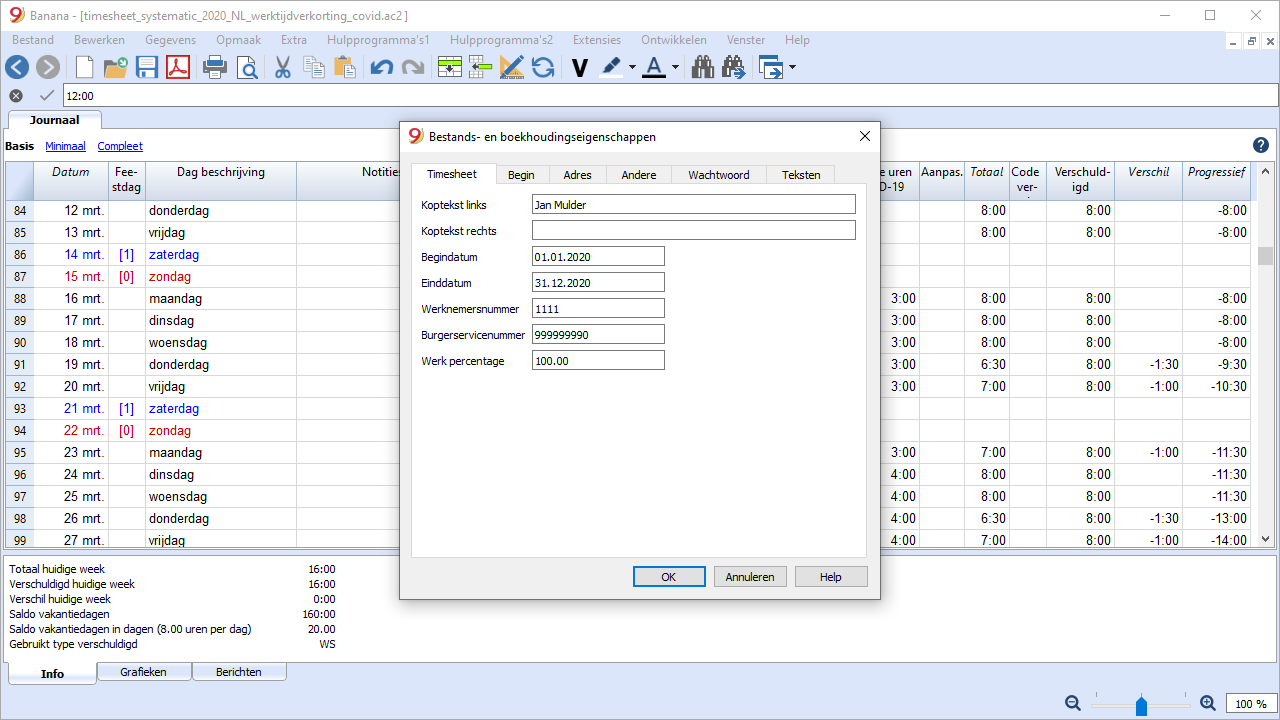 Banana - [timesheet_systematic_2020_NL_werktijdverkorting_covid.ac2 ]
Bestand Bewerken Gegevens Opmaak Extra Hulpprogramma's1 Hulpprogramma's2 Extensies Ontwikkelen Venster Help
12:00
Journaal
Basis Minimaal Compleet
Datum Fee-stdag Dag beschrijving Notities uren D-19 Aanpas. Totaal Code ver- Verschuld-igd Verschil Progressief
84 12 mrt. donderdag 8:00 8:00 -8:00
85 13 mrt. vrijdag 8:00 8:00 -8:00
86 14 mrt. [1] zaterdag
87 15 mrt. [0] zondag
88 16 mrt. maandag 3:00 8:00 8:00 -8:00
89 17 mrt. dinsdag 3:00 8:00 8:00 -8:00
90 18 mrt. woensdag 3:00 8:00 8:00 -8:00
91 19 mrt. donderdag 3:00 6:30 8:00 -1:30 -9:30
92 20 mrt. vrijdag 3:00 7:00 8:00 -1:00 -10:30
93 21 mrt. [1] zaterdag
94 22 mrt. [0] zondag
95 23 mrt. maandag 3:00 7:00 8:00 -1:00 -11:30
96 24 mrt. dinsdag 4:00 8:00 8:00 -11:30
97 25 mrt. woensdag 4:00 8:00 8:00 -11:30
98 26 mrt. donderdag 4:00 6:30 8:00 -1:30 -13:00
99 27 mrt. vrijdag 4:00 7:00 8:00 -1:00 -14:00
Bestands- en boekhoudingseigenschappen
Timesheet Begin Adres Andere Wachtwoord Teksten
Koptekst links Jan Mulder
Koptekst rechts
Begindatum 01.01.2020
Einddatum 31.12.2020
Werknemersnummer 1111
Burgerservicenummer 999999990
Werk percentage 100.00
OK Annuleren Help
Totaal huidige week 16:00
Verschuldigd huidige week 16:00
Verschil huidige week 0:00
Saldo vakantiedagen 160:00
Saldo vakantiedagen in dagen (8.00 uren per dag) 20.00
Gebruikt type verschuldigd WS
Info Grafieken Berichten
100 %